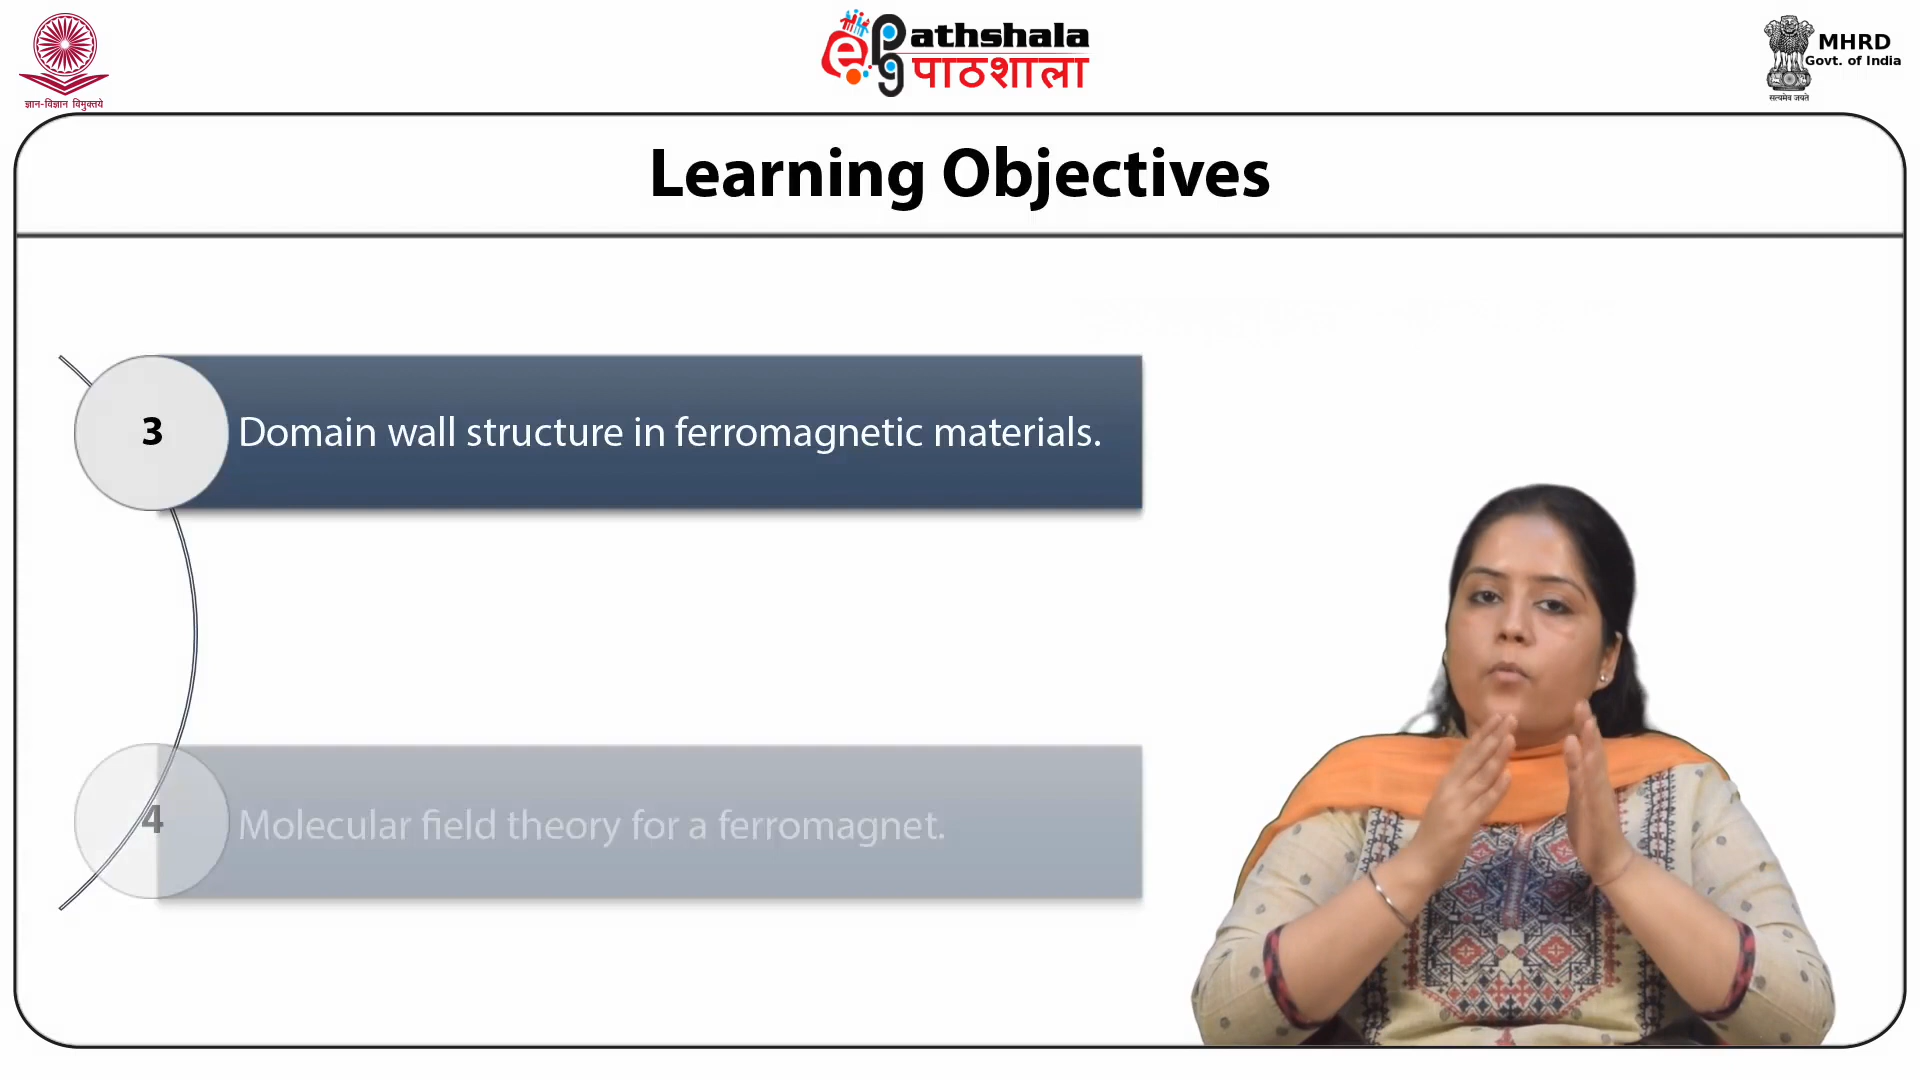 ज्ञान-विज्ञान विमुक्तये
e pg
athshala
पाठशाला
MHRD
Govt. of India
सत्यमेव जयते
Learning Objectives
3
Domain wall structure in ferromagnetic materials.
4
Molecular field theory for a ferromagnet.